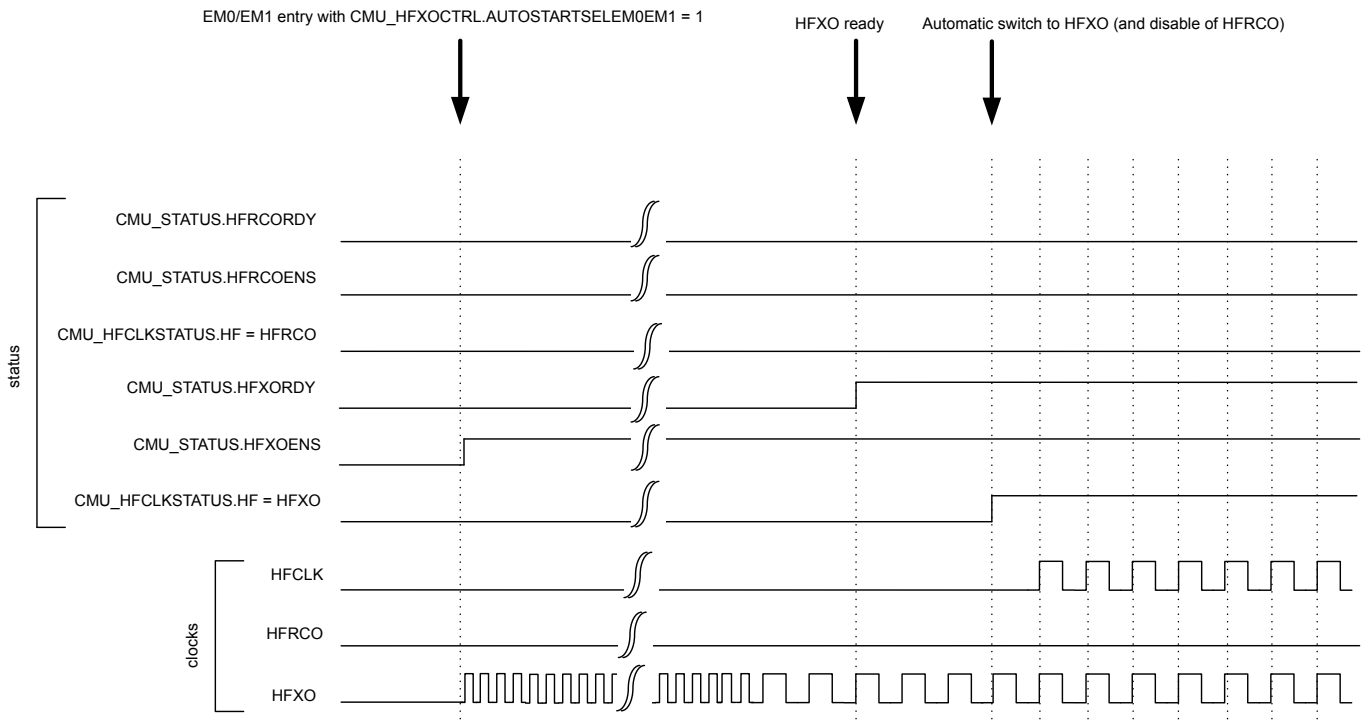 EM0/EM1 entry with CMU_HFXOCTRL.AUTOSTARTSELEM0EM1 = 1
HFXO ready
Automatic switch to HFXO (and disable of HFRCO)
status
CMU_STATUS.HFRCORDY
CMU_STATUS.HFRCOENS
CMU_HFCLKSTATUS.HF = HFRCO
CMU_STATUS.HFXORDY
CMU_STATUS.HFXOENS
CMU_HFCLKSTATUS.HF = HFXO
clocks
HFCLK
HFRCO
HFXO